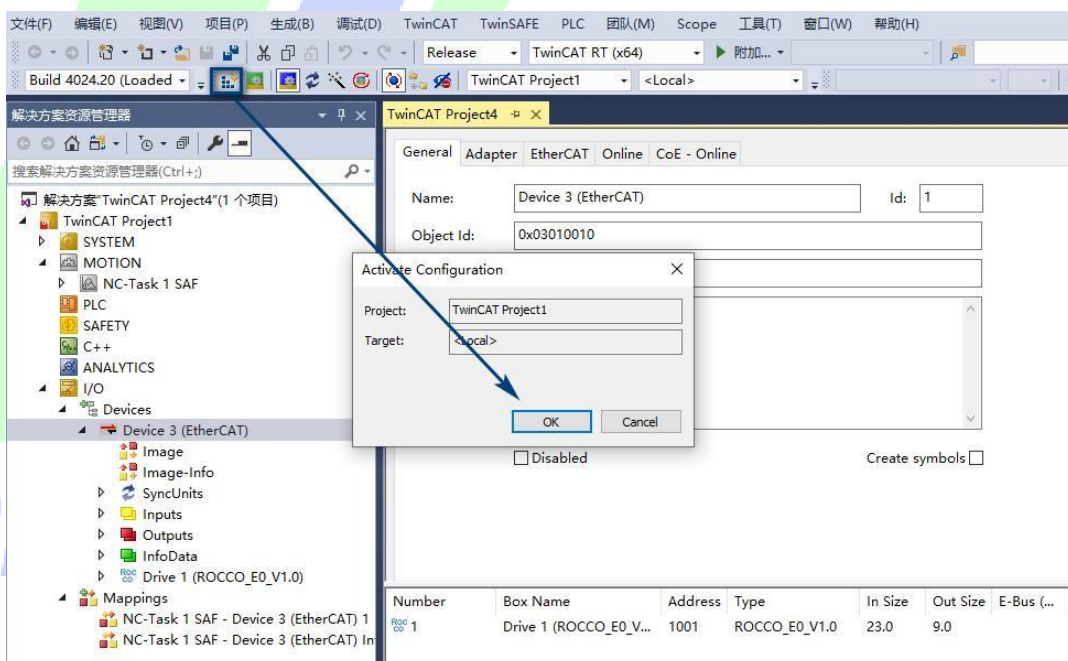 文件(F) 编辑(E) 视图(V) 项目(P) 生成(B) 调试(D) TwinCAT TwinSAFE PLC 团队(M) Scope 工具(T) 窗口(W) 帮助(H)
Release TwinCAT RT (x64) 附加...
Build 4024.20 (Loaded TwinCAT Project1 <Local>
解决方案资源管理器
搜索解决方案资源管理器(Ctrl+;)
解决方案"TwinCAT Project4"(1 个项目)
TwinCAT Project1
SYSTEM
MOTION
NC-Task 1 SAF
PLC
SAFETY
C++
ANALYTICS
I/O
Devices
Device 3 (EtherCAT)
Image
Image-Info
SyncUnits
Inputs
Outputs
InfoData
Roc co Drive 1 (ROCCO_E0_V1.0)
Mappings
NC-Task 1 SAF - Device 3 (EtherCAT) 1
NC-Task 1 SAF - Device 3 (EtherCAT) In
TwinCAT Project4
General Adapter EtherCAT Online CoE - Online
Name: Device 3 (EtherCAT) Id: 1
Object Id: 0x03010010
Activate Configuration
Project: TwinCAT Project1
Target: <Local>
OK Cancel
Disabled Create symbols
Number Box Name Address Type In Size Out Size E-Bus (...
Roc co 1 Drive 1 (ROCCO_E0_V... 1001 ROCCO_E0_V1.0 23.0 9.0